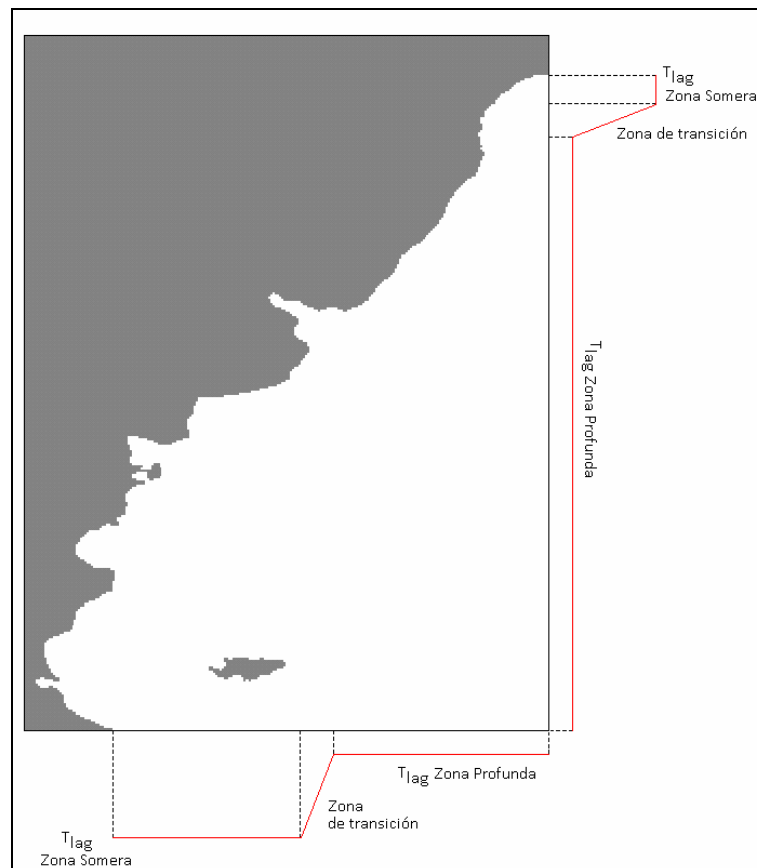 Tlag
Zona Somera
Zona de transición
Tlag Zona Profunda
Tlag Zona Profunda
Zona
de transición
Tlag
Zona Somera